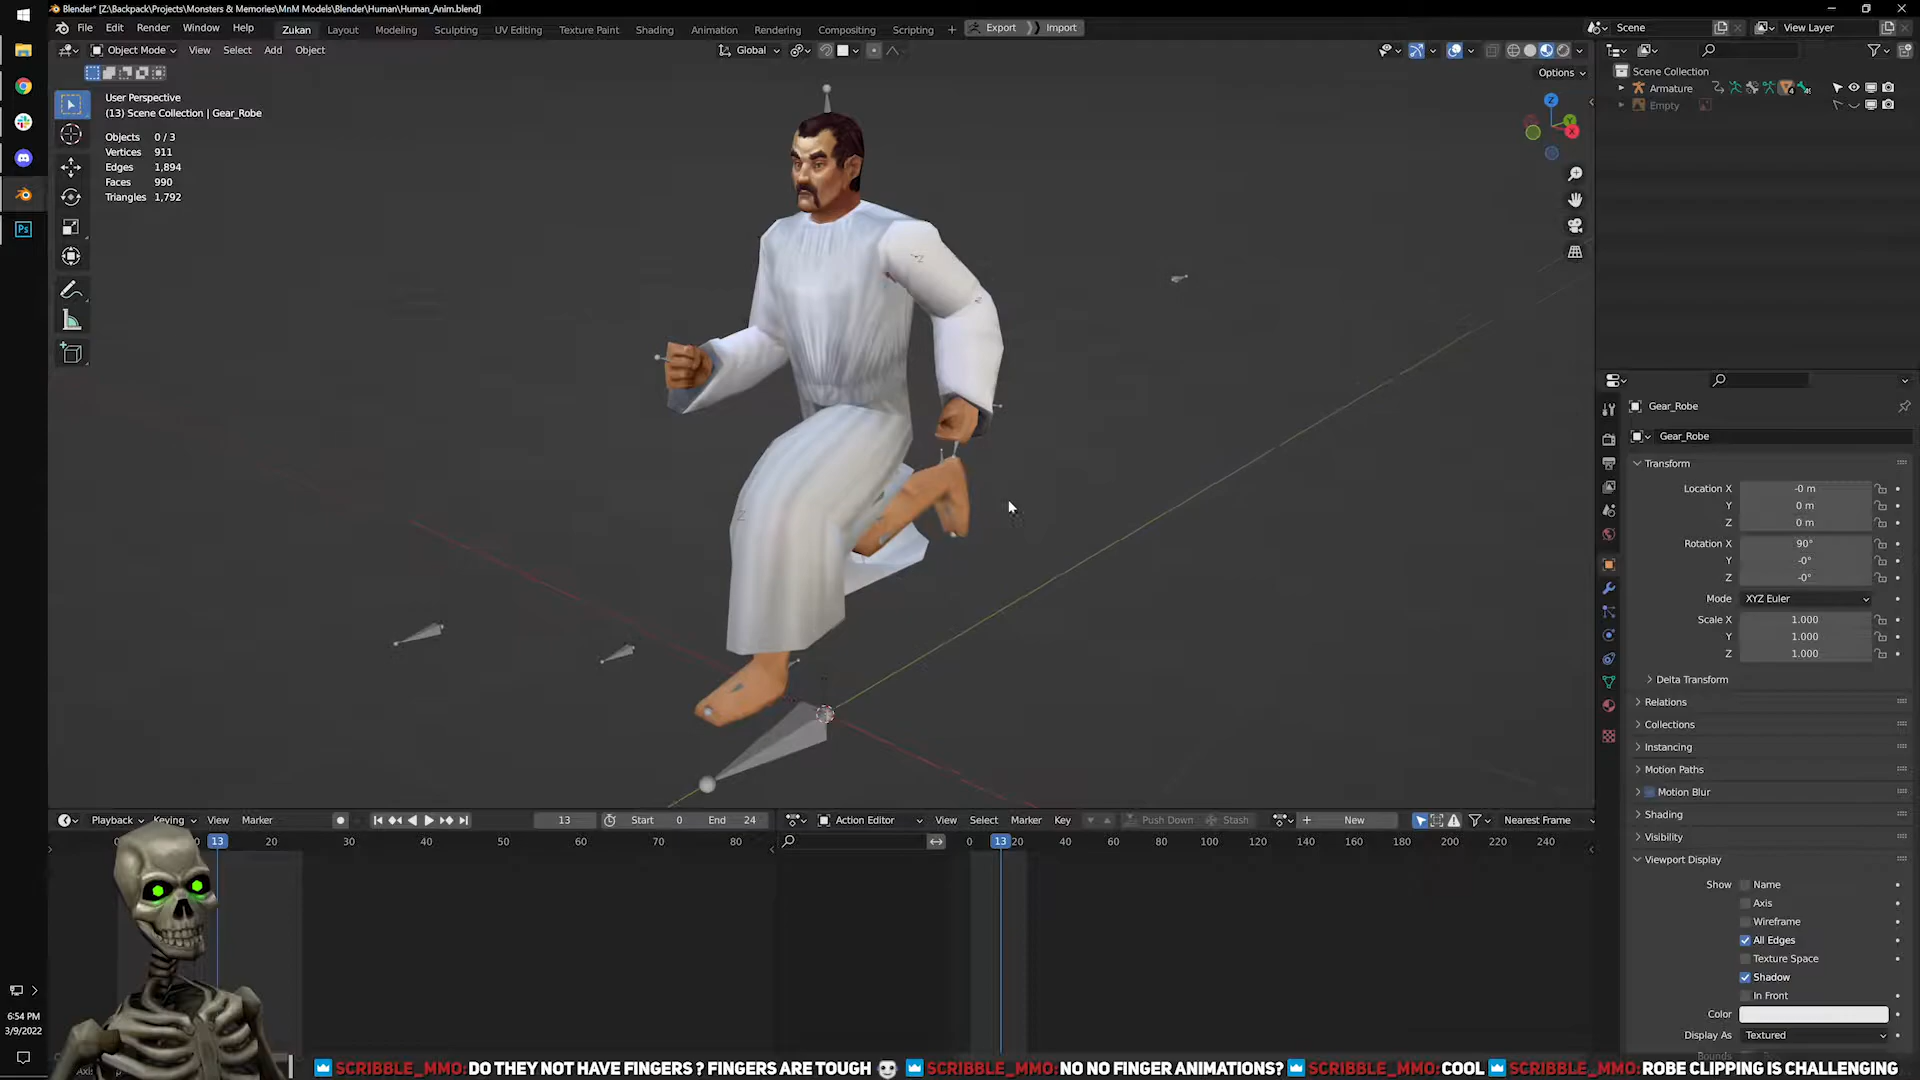 Blender* [Z:\Backpack\Projects\Monsters & Memories\MnM Models\Blender\Human\Human_Anim.blend]
File Edit Render Window Help Zukan Layout Modeling Sculpting UV Editing Texture Paint Shading Animation Rendering Compositing Scripting + Export Import Scene View Layer
Object Mode View Select Add Object Global
Options
User Perspective
(13) Scene Collection | Gear_Robe
Objects 0 / 3
Vertices 911
Edges 1,894
Faces 990
Triangles 1,792
Z
Y
X
Scene Collection
Armature
Empty
Gear_Robe
Gear_Robe
Transform
Location X -0 m
Y 0 m
Z 0 m
Rotation X 90°
Y -0°
Z -0°
Mode XYZ Euler
Scale X 1.000
Y 1.000
Z 1.000
Delta Transform
Relations
Collections
Instancing
Motion Paths
Motion Blur
Shading
Visibility
Viewport Display
Show Name
Axis
Wireframe
All Edges
Texture Space
Shadow
In Front
Color
Display As Textured
Bounds
Ps
Playback Keying View Marker 13 Start 0 End 24
13 20 30 40 50 60 70 80
Action Editor View Select Marker Key Push Down Stash New Nearest Frame
0 13 20 40 60 80 100 120 140 160 180 200 220 240
6:54 PM
3/9/2022
SCRIBBLE_MMO: DO THEY NOT HAVE FINGERS ? FINGERS ARE TOUGH SCRIBBLE_MMO: NO NO FINGER ANIMATIONS? SCRIBBLE_MMO: COOL SCRIBBLE_MMO: ROBE CLIPPING IS CHALLENGING